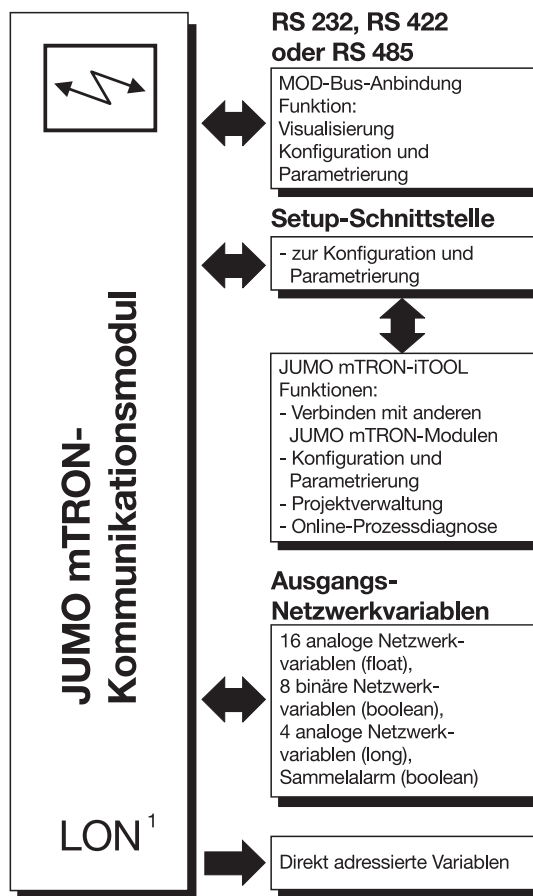 RS 232, RS 422
oder RS 485
MOD-Bus-Anbindung
Funktion:
Visualisierung
Konfiguration und
Parametrierung
Setup-Schnittstelle
- zur Konfiguration und
Parametrierung
JUMO mTRON-iTOOL
Funktionen:
- Verbinden mit anderen
JUMO mTRON-Modulen
- Konfiguration und
Parametrierung
- Projektverwaltung
- Online-Prozessdiagnose
Ausgangs-
Netzwerkvariablen
16 analoge Netzwerk-
variablen (float),
8 binäre Netzwerk-
variablen (boolean),
4 analoge Netzwerk-
variablen (long),
Sammelalarm (boolean)
Direkt adressierte Variablen
JUMO mTRON-
Kommunikationsmodul
LON 1